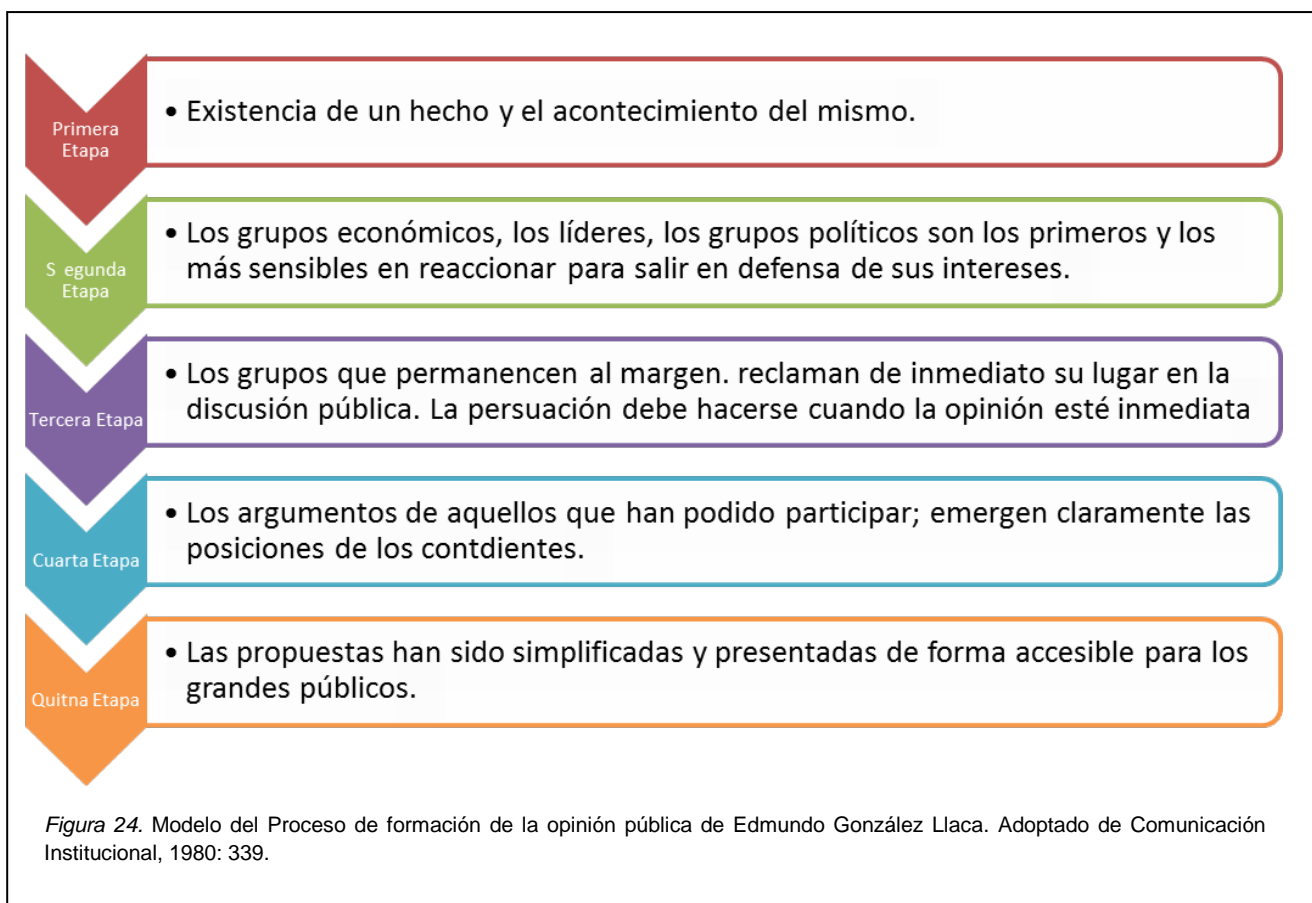 Primera
Etapa
• Existencia de un hecho y el acontecimiento del mismo.
S egunda
Etapa
• Los grupos económicos, los líderes, los grupos políticos son los primeros y los
más sensibles en reaccionar para salir en defensa de sus intereses.
Tercera Etapa
• Los grupos que permanencen al margen. reclaman de inmediato su lugar en la
discusión pública. La persuación debe hacerse cuando la opinión esté inmediata
Cuarta Etapa
• Los argumentos de aquellos que han podido participar; emergen claramente las
posiciones de los contdientes.
Quitna Etapa
• Las propuestas han sido simplificadas y presentadas de forma accesible para los
grandes públicos.
Figura 24. Modelo del Proceso de formación de la opinión pública de Edmundo González Llaca. Adoptado de Comunicación
Institucional, 1980: 339.